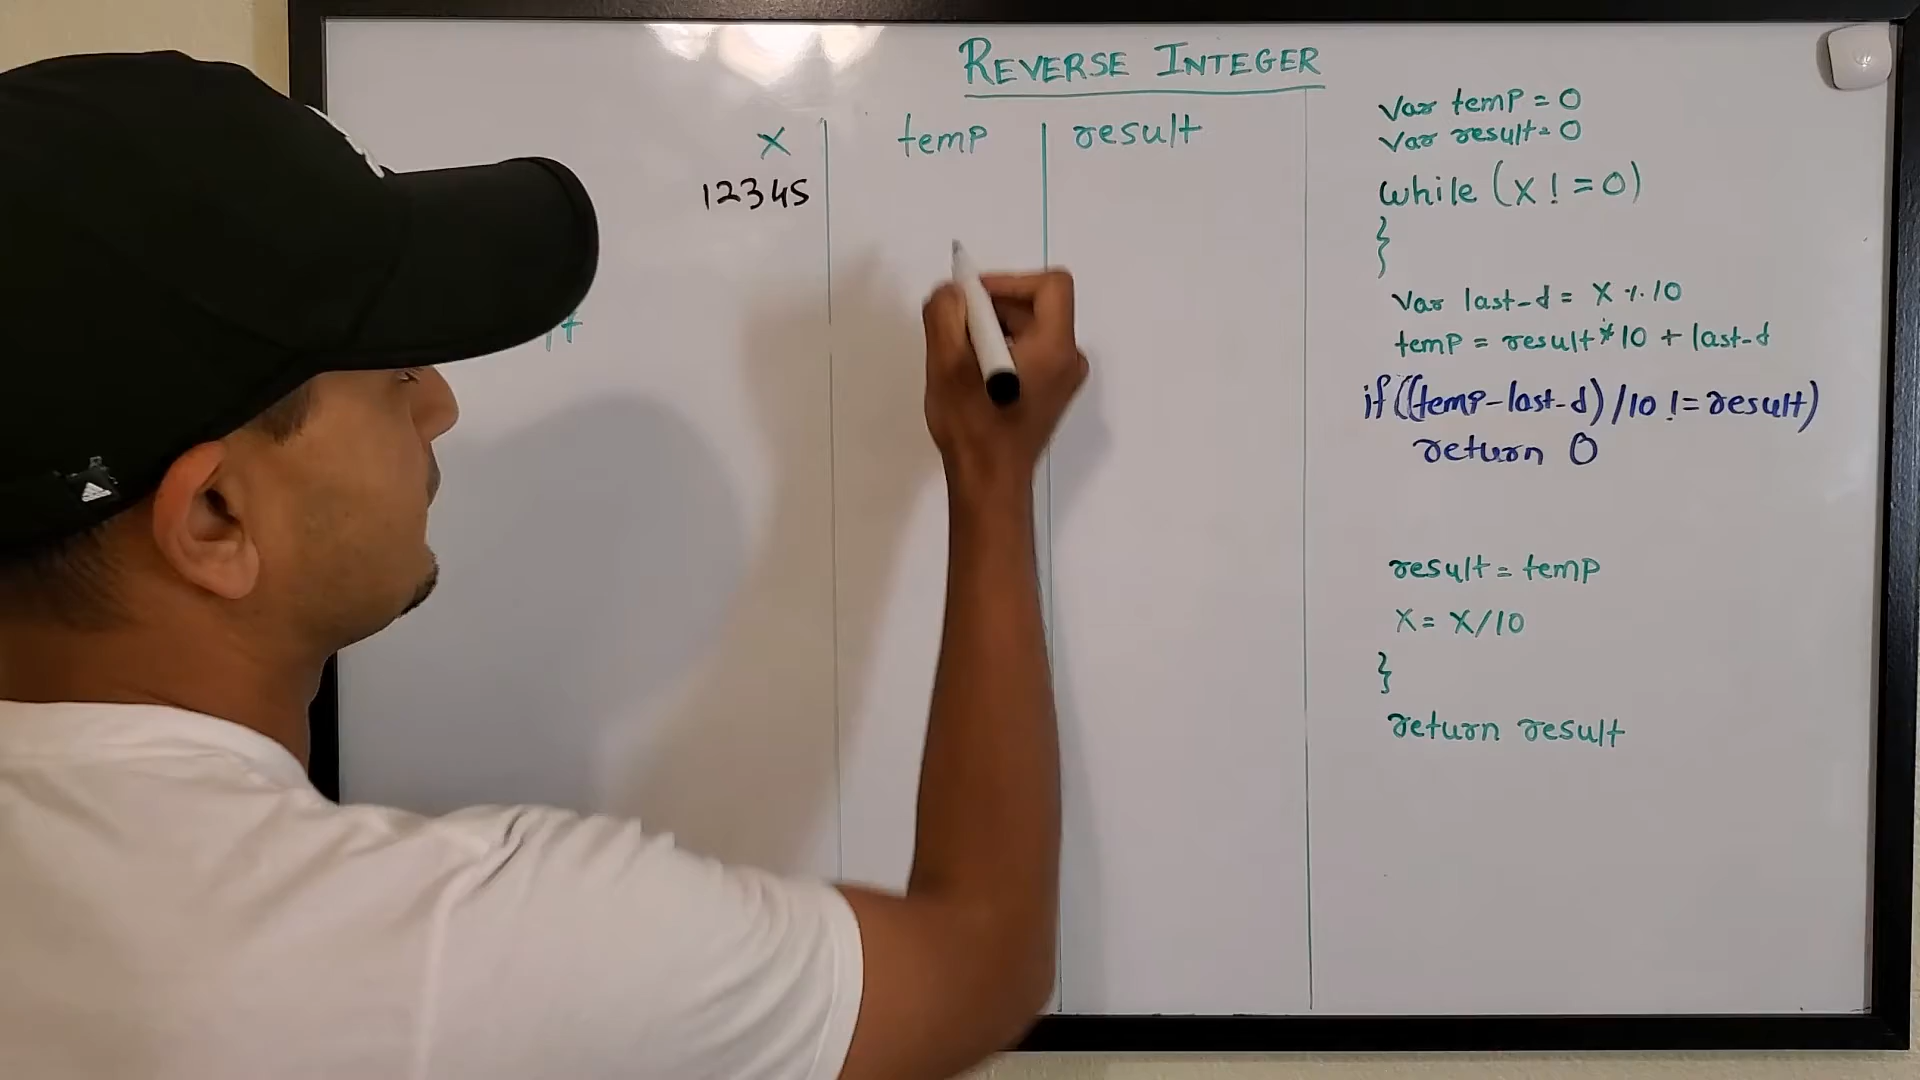 REVERSE INTEGER
x temp result
12345
var temp = 0
var result = 0
while (x != 0)
}
var last-d = x % 10
temp = result * 10 + last-d
if ((temp-last-d) / 10 != result)
return 0
result = temp
x = x/10
}
return result